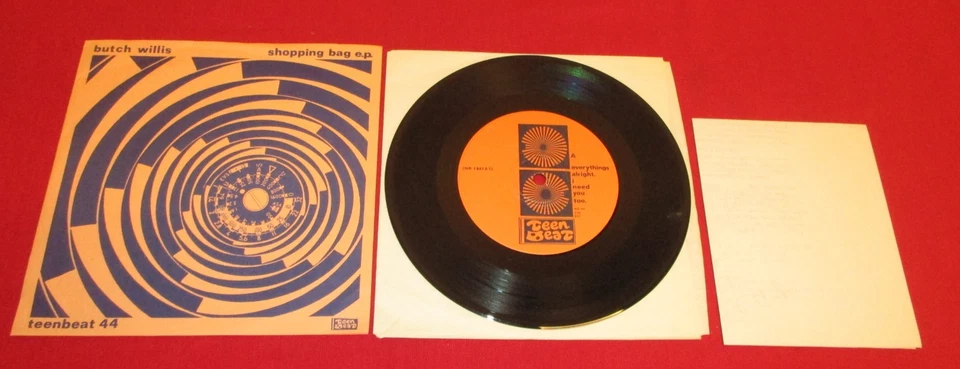 butch willis
shopping bag e.p.
teenbeat 44
Teen
Beat
A
everythings
alright.
need
you
too.
Teen
Beat